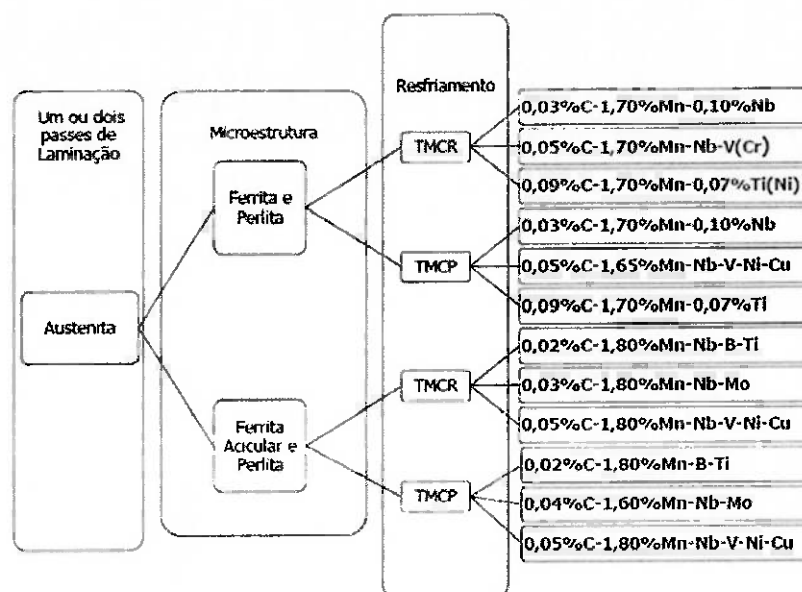 Um ou dois
passes de
Laminação
Austenita
Microestrutura
Ferrita e
Perlita
Ferrita
Acicular e
Perlita
Resfriamento
TMCR
TMCP
TMCR
TMCP
0,03%C-1,70%Mn-0,10%Nb
0,05%C-1,70%Mn-Nb-V(Cr)
0,09%C-1,70%Mn-0,07%Ti(Ni)
0,03%C-1,70%Mn-0,10%Nb
0,05%C-1,65%Mn-Nb-V-Ni-Cu
0,09%C-1,70%Mn-0,07%Ti
0,02%C-1,80%Mn-Nb-B-Ti
0,03%C-1,80%Mn-Nb-Mo
0,05%C-1,80%Mn-Nb-V-Ni-Cu
0,02%C-1,80%Mn-B-Ti
0,04%C-1,60%Mn-Nb-Mo
0,05%C-1,80%Mn-Nb-V-Ni-Cu